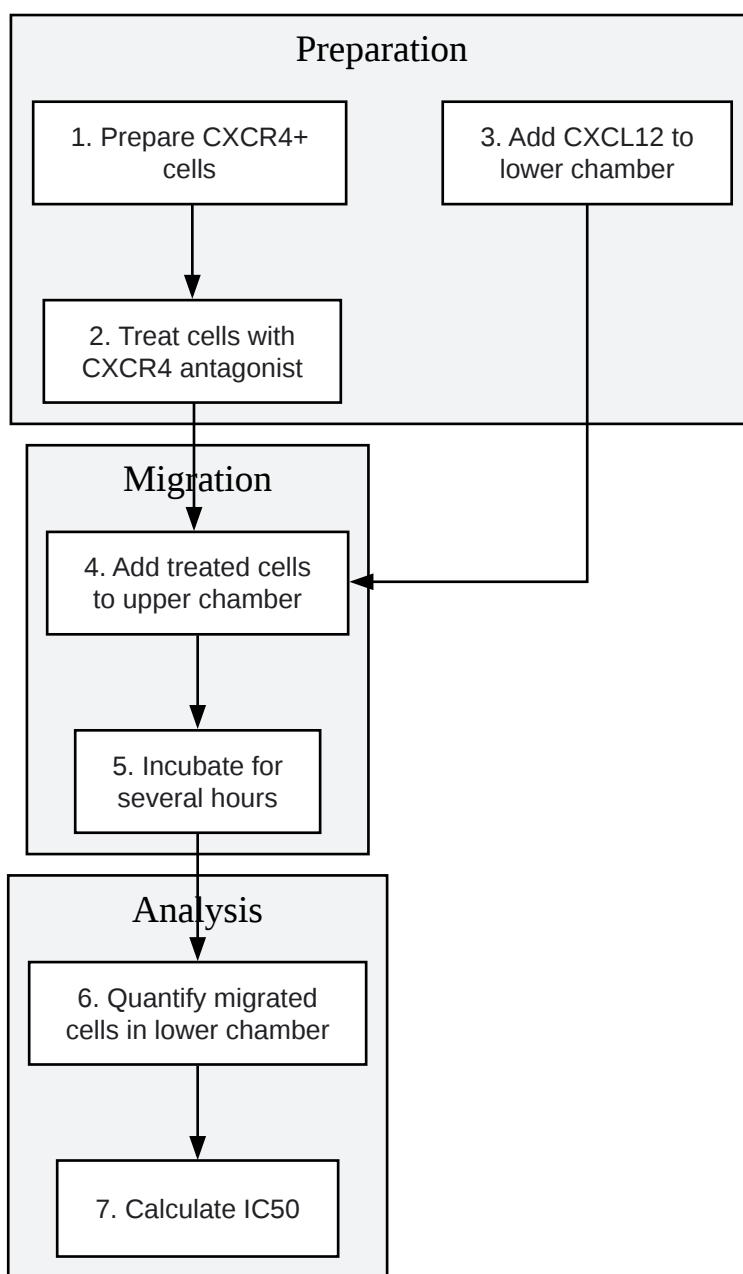 Preparation
1. Prepare CXCR4+
cells
3. Add CXCL12 to
lower chamber
2. Treat cells with
CXCR4 antagonist
Migration
4. Add treated cells
to upper chamber
5. Incubate for
several hours
Analysis
6. Quantify migrated
cells in lower chamber
7. Calculate IC50